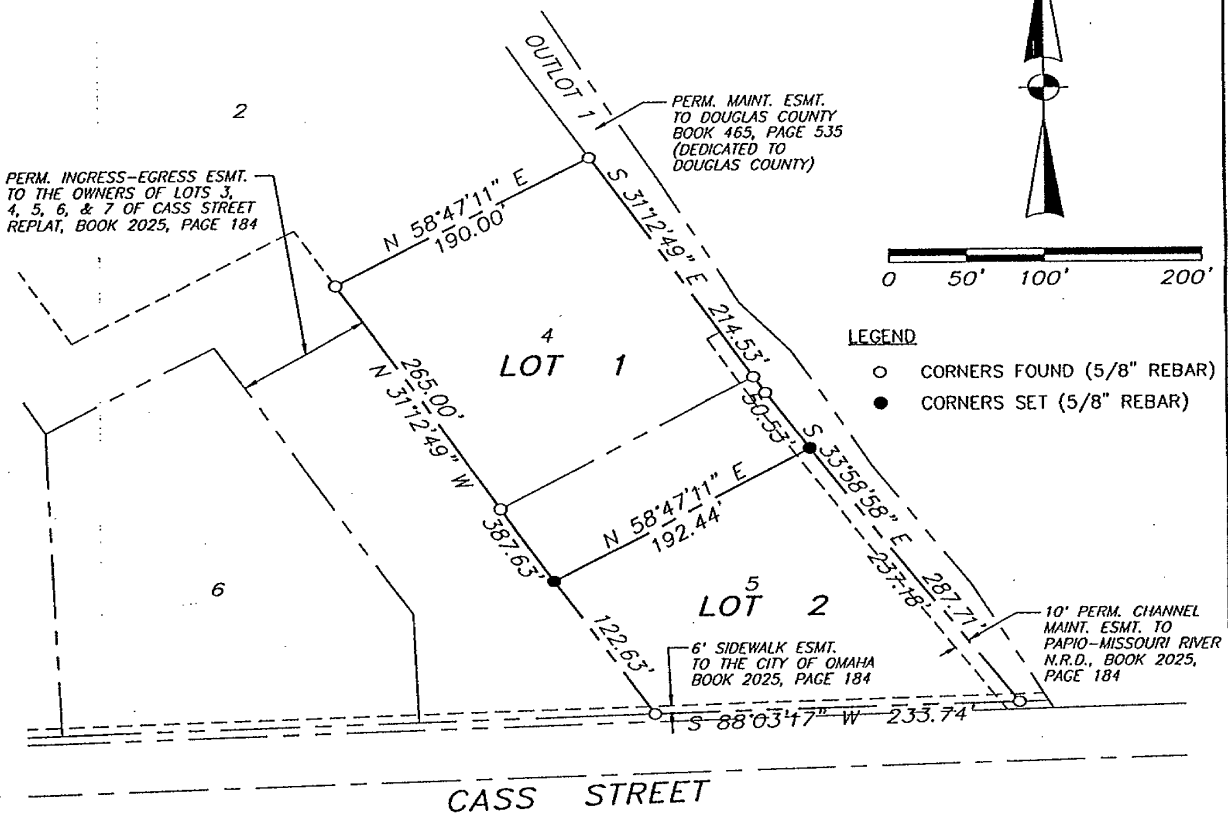 OUTLOT 1
2
PERM. MAINT. ESMT.
TO DOUGLAS COUNTY
BOOK 465, PAGE 535
(DEDICATED TO
DOUGLAS COUNTY)
PERM. INGRESS-EGRESS ESMT.
TO THE OWNERS OF LOTS 3,
4, 5, 6, & 7 OF CASS STREET
REPLAT, BOOK 2025, PAGE 184
N 58°47'11" E
190.00'
S 31°12'49" E 214.53'
0 50' 100' 200'
LEGEND
○ CORNERS FOUND (5/8" REBAR)
● CORNERS SET (5/8" REBAR)
4
LOT 1
265.00'
N 31°12'49" W
387.63'
50.53'
S 33°58'58" E 287.71'
237.18'
N 58°47'11" E
192.44'
6
5
LOT 2
122.63'
10' PERM. CHANNEL
MAINT. ESMT. TO
PAPIO-MISSOURI RIVER
N.R.D., BOOK 2025,
PAGE 184
6' SIDEWALK ESMT.
TO THE CITY OF OMAHA
BOOK 2025, PAGE 184
S 88°03'17" W 233.74'
CASS STREET